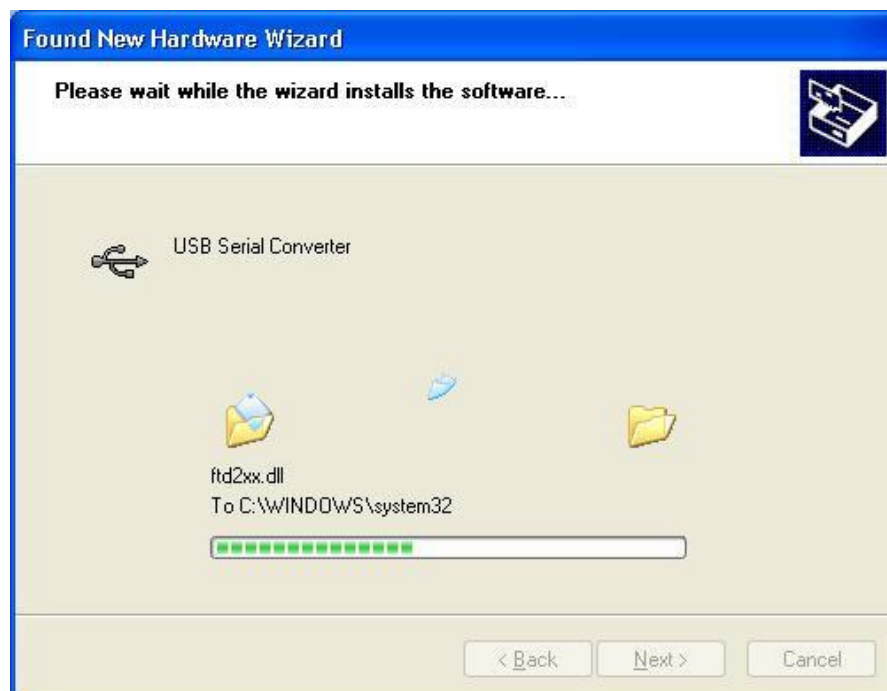 Found New Hardware Wizard
Please wait while the wizard installs the software...
USB Serial Converter
ftd2xx.dll
To C:\WINDOWS\system32
< Back Next > Cancel